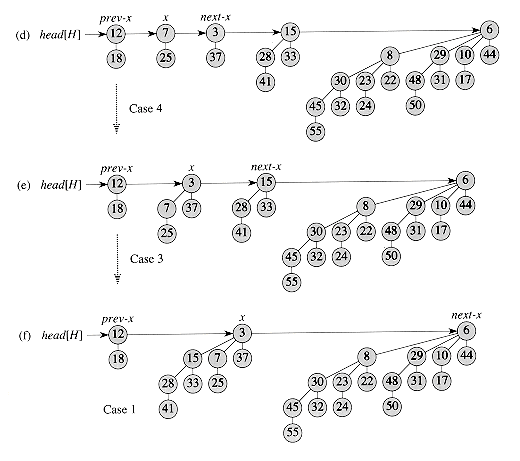 prev-x x next-x
(d) head[H] 12 7 3 15 6
18 25 37 28 33 8 29 10 44
41 30 23 22 48 31 17
45 32 24 50
55
Case 4
prev-x x next-x
(e) head[H] 12 3 15 6
18 7 37 28 33 8 29 10 44
25 41 30 23 22 48 31 17
45 32 24 50
55
Case 3
prev-x x next-x
(f) head[H] 12 3 6
18 15 7 37 8 29 10 44
28 33 25 30 23 22 48 31 17
41 45 32 24 50
Case 1
55